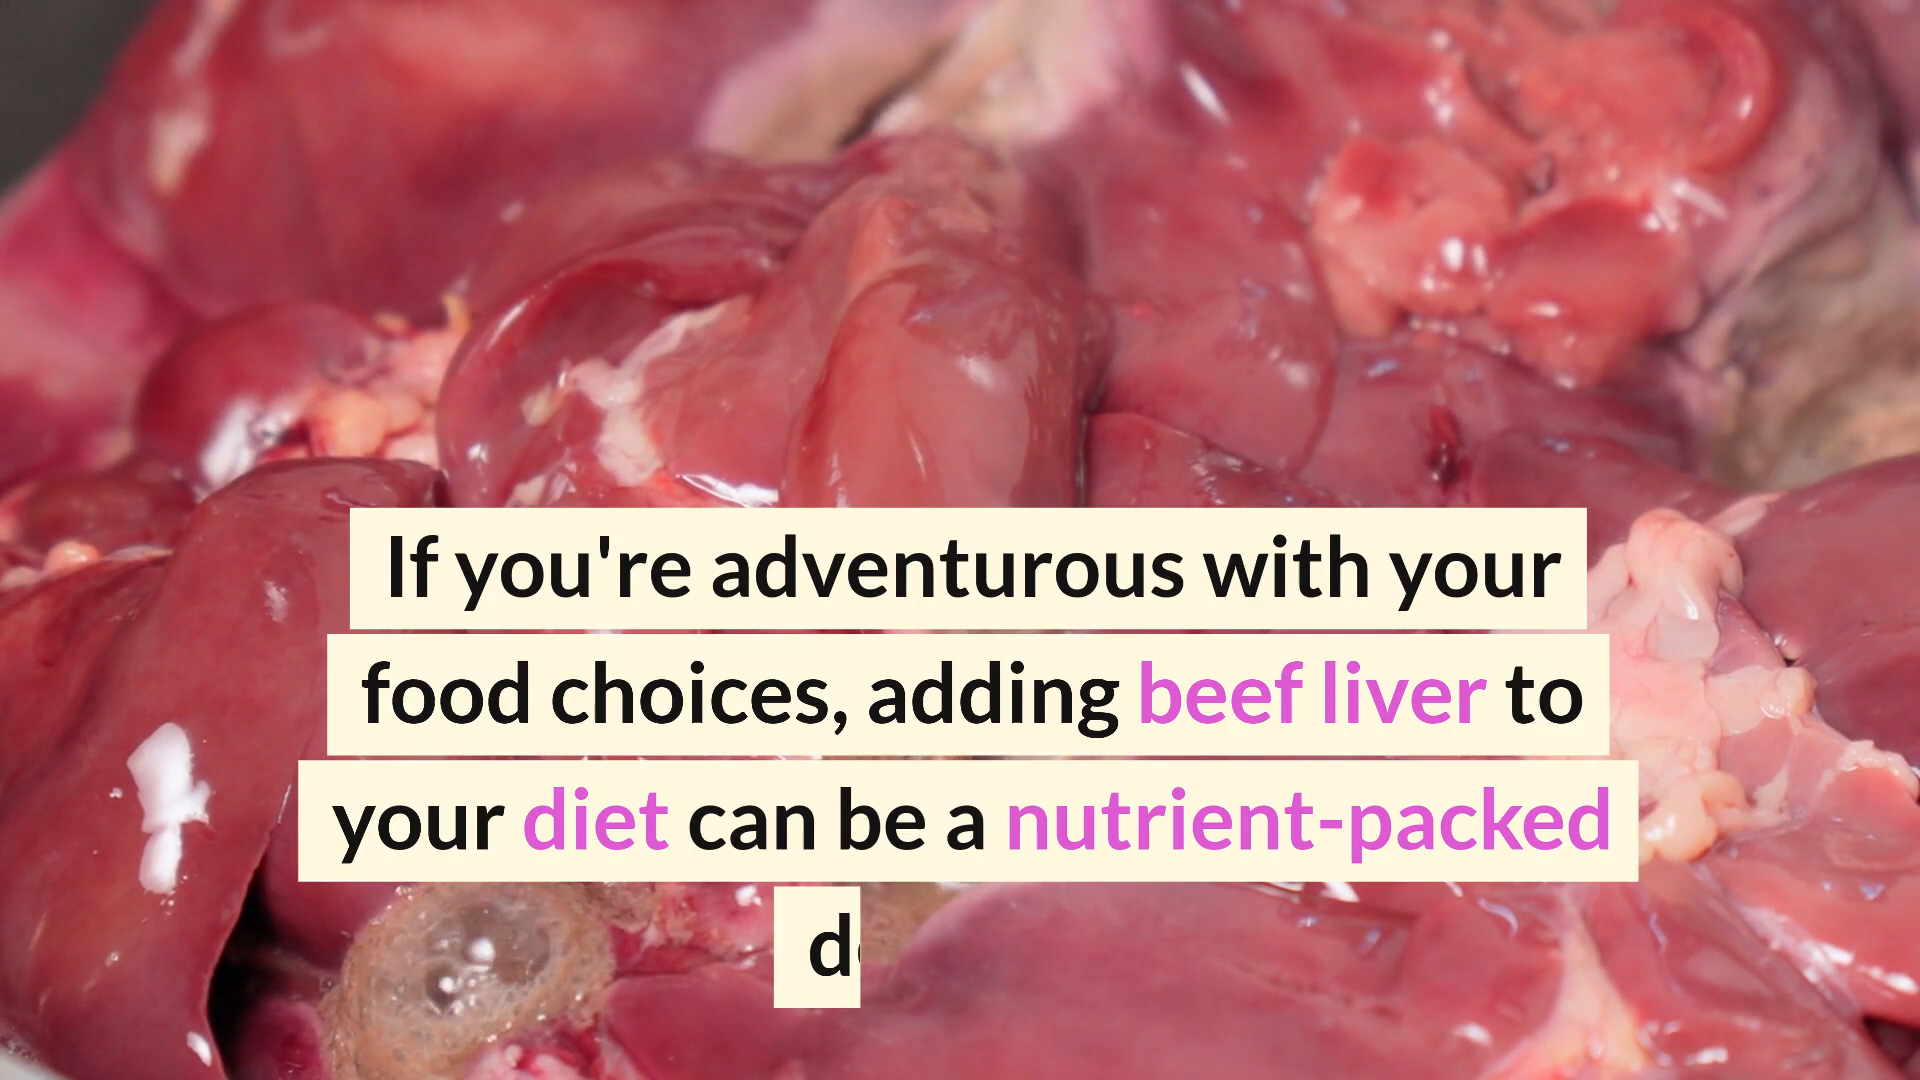 If you're adventurous with your
food choices, adding beef liver to
your diet can be a nutrient-packed
d